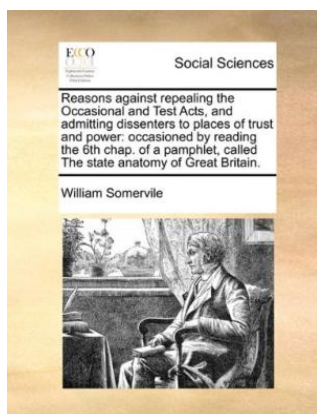 ECCO
Social Sciences
Reasons against repealing the
Occasional and Test Acts, and
admitting dissenters to places of trust
and power: occasioned by reading
the 6th chap. of a pamphlet, called
The state anatomy of Great Britain.
William Somervile